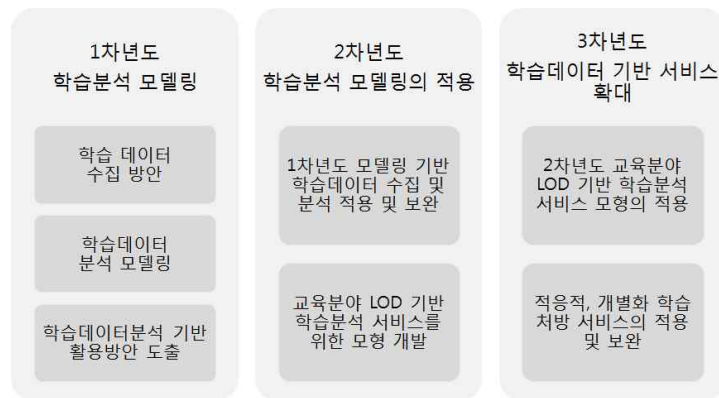 1차년도
학습분석 모델링
학습 데이터
수집 방안
학습데이터
분석 모델링
학습데이터분석 기반
활용방안 도출
2차년도
학습분석 모델링의 적용
1차년도 모델링 기반
학습데이터 수집 및
분석 적용 및 보완
교육분야 LOD 기반
학습분석 서비스를
위한 모형 개발
3차년도
학습데이터 기반 서비스
확대
2차년도 교육분야
LOD 기반 학습분석
서비스 모형의 적용
적응적, 개별화 학습
처방 서비스의 적용
및 보완